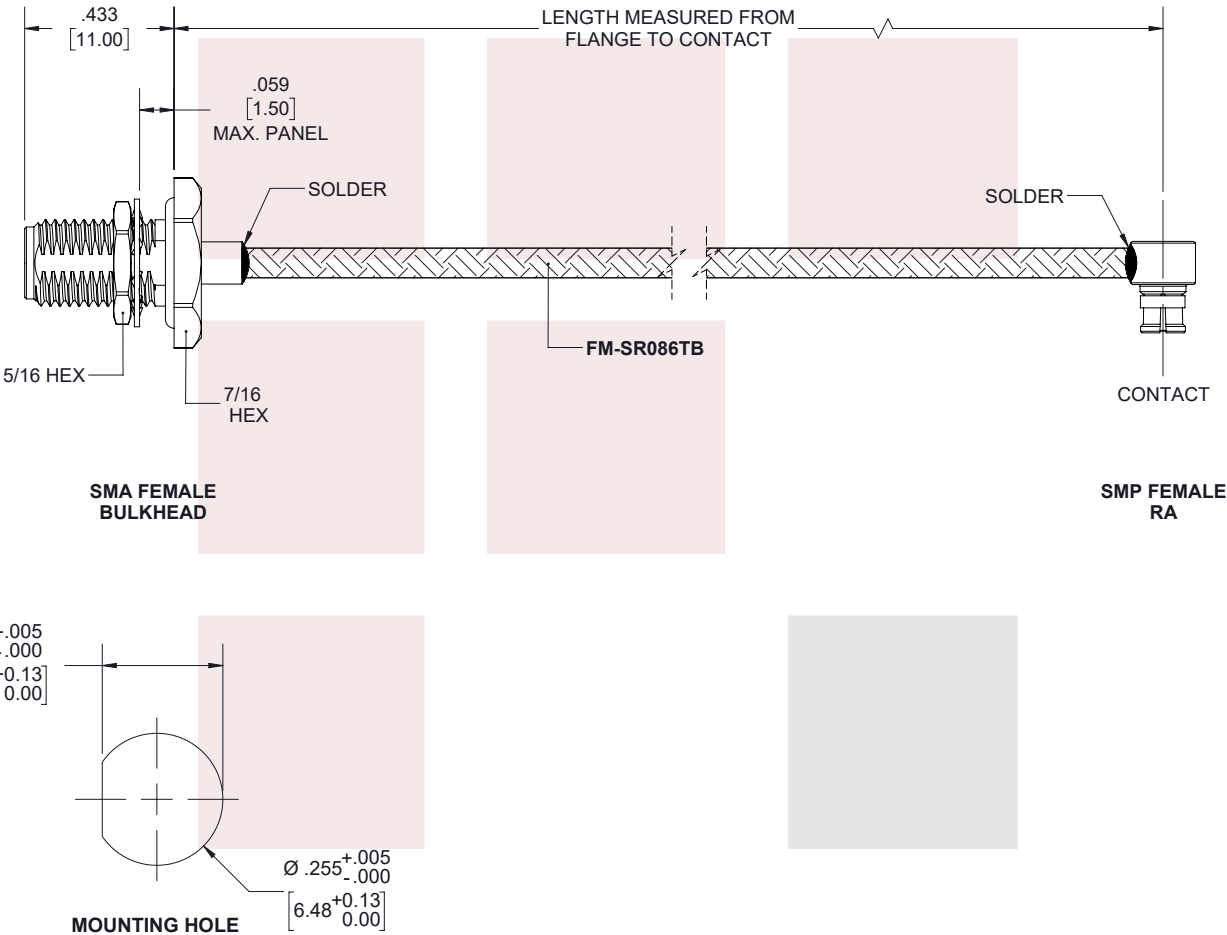 .433
[11.00]
LENGTH MEASURED FROM
FLANGE TO CONTACT
.059
[1.50]
MAX. PANEL
SOLDER
SOLDER
FM-SR086TB
5/16 HEX
7/16
HEX
CONTACT
SMA FEMALE
BULKHEAD
SMP FEMALE
RA
.005
.000
0.13]
0.00]
Ø .255 +.005
-.000
[6.48 +0.13
0.00]
MOUNTING HOLE